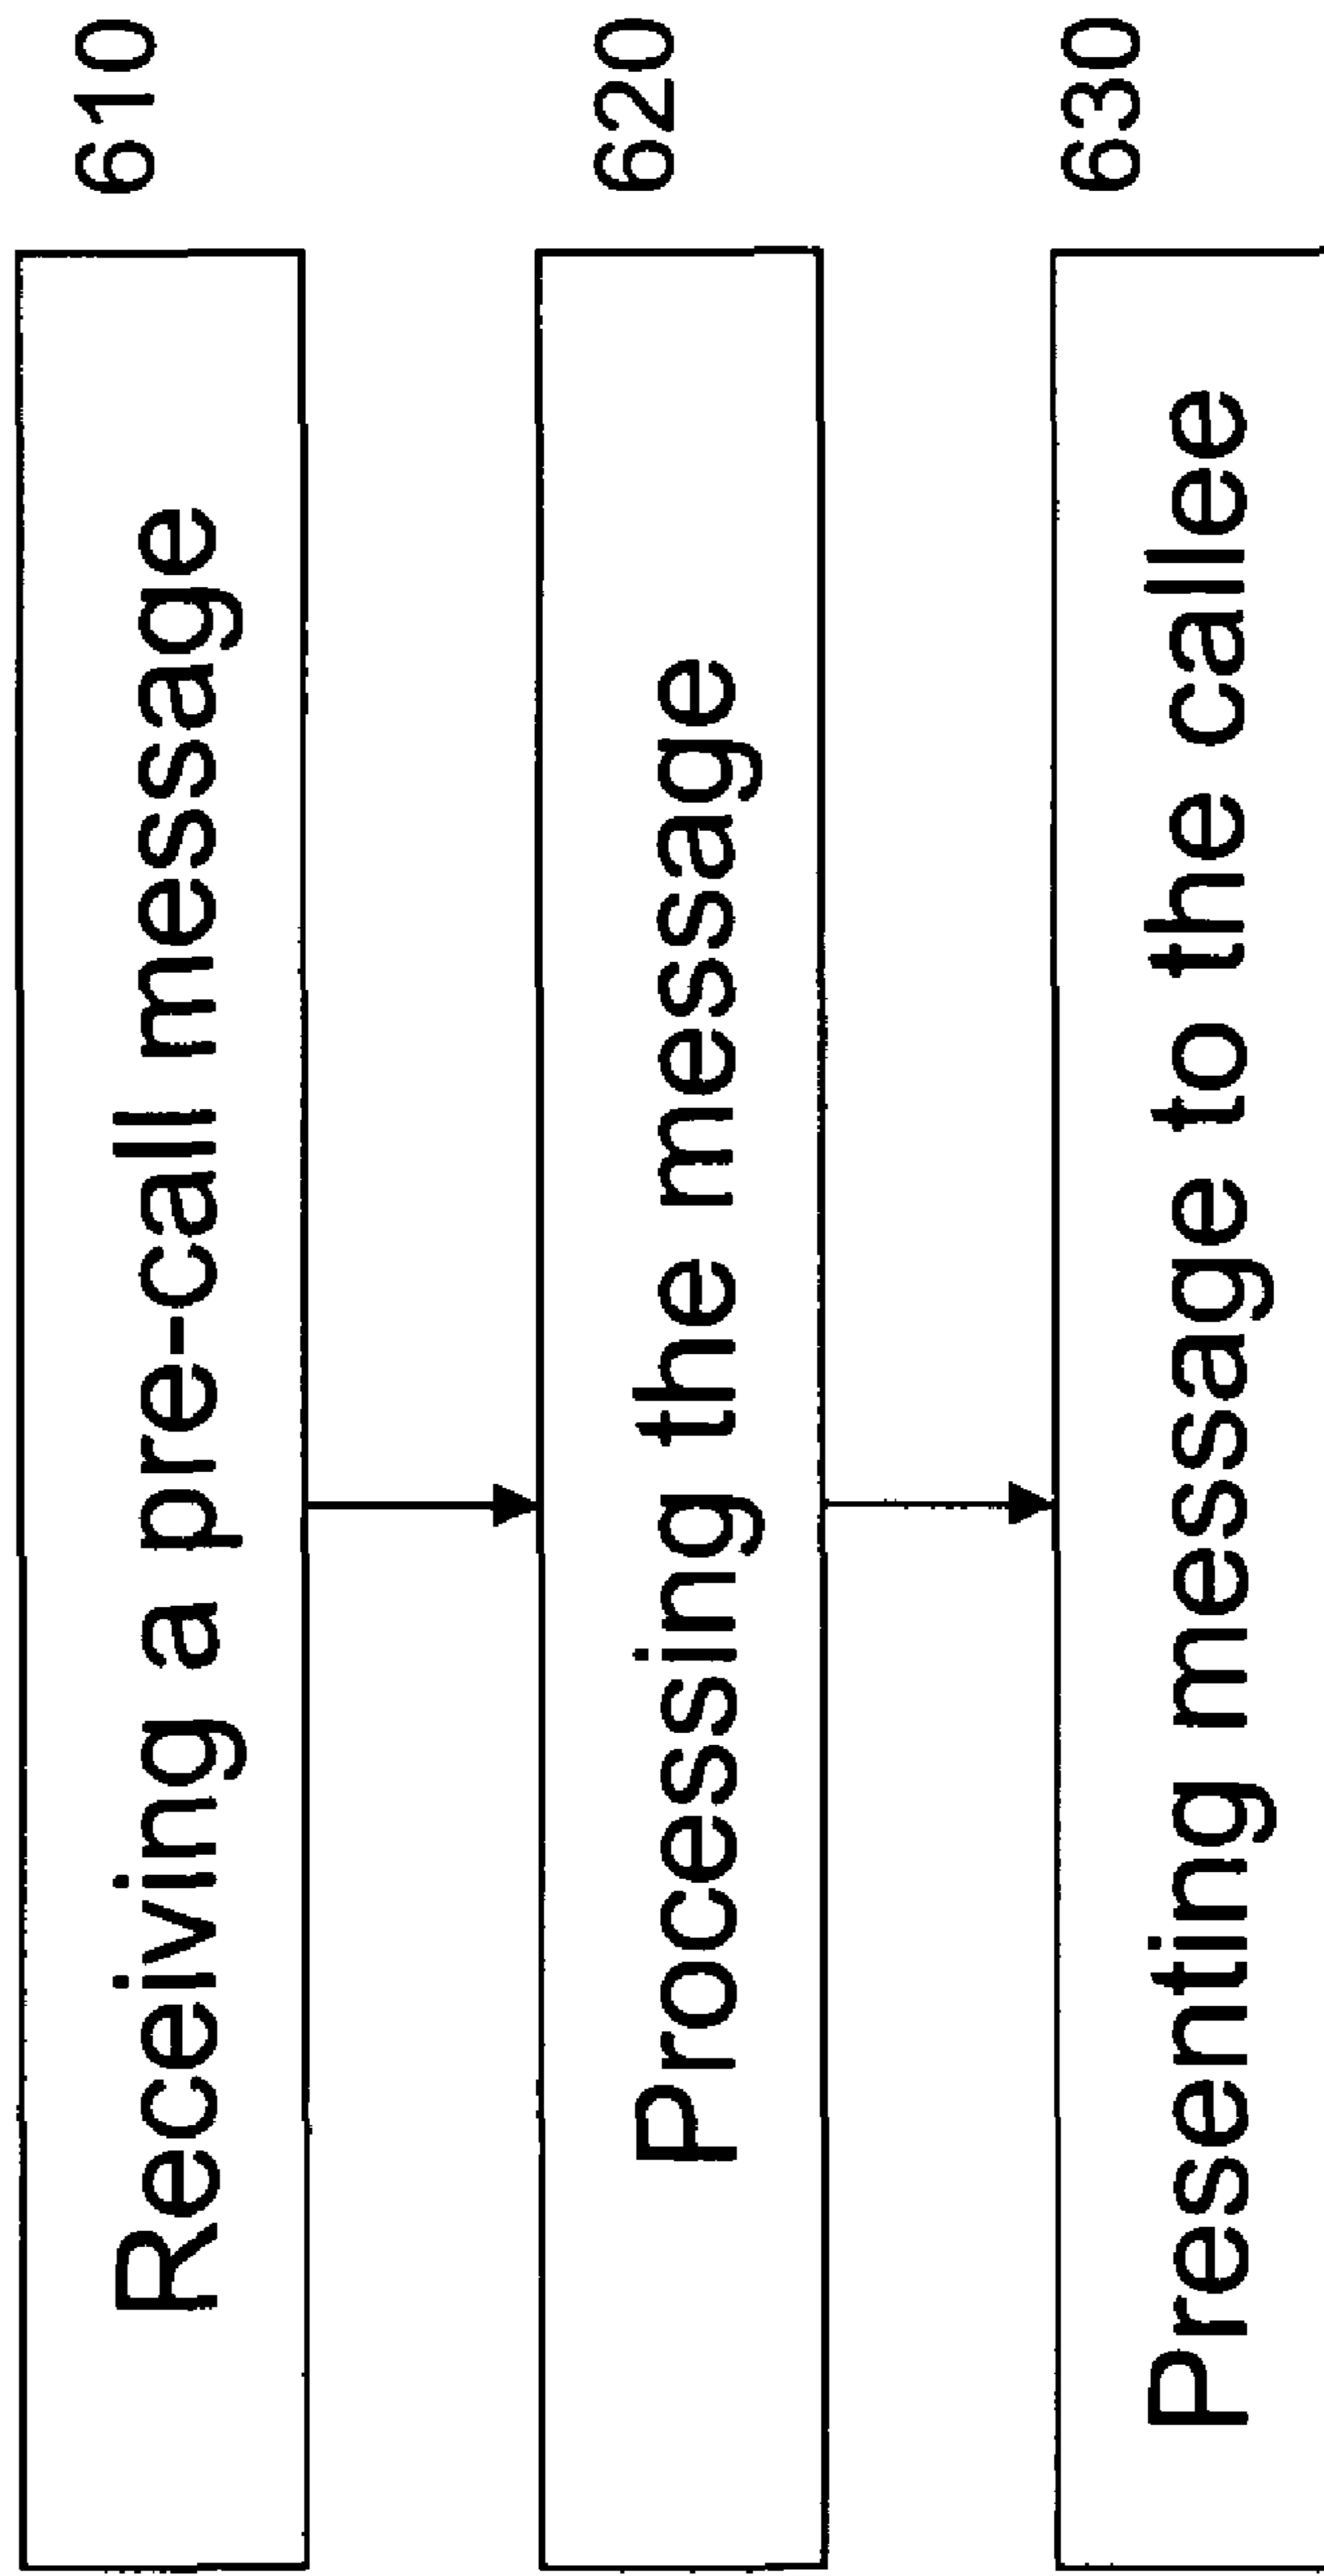 Receiving a pre-call message 610
Processing the message 620
Presenting message to the callee 630